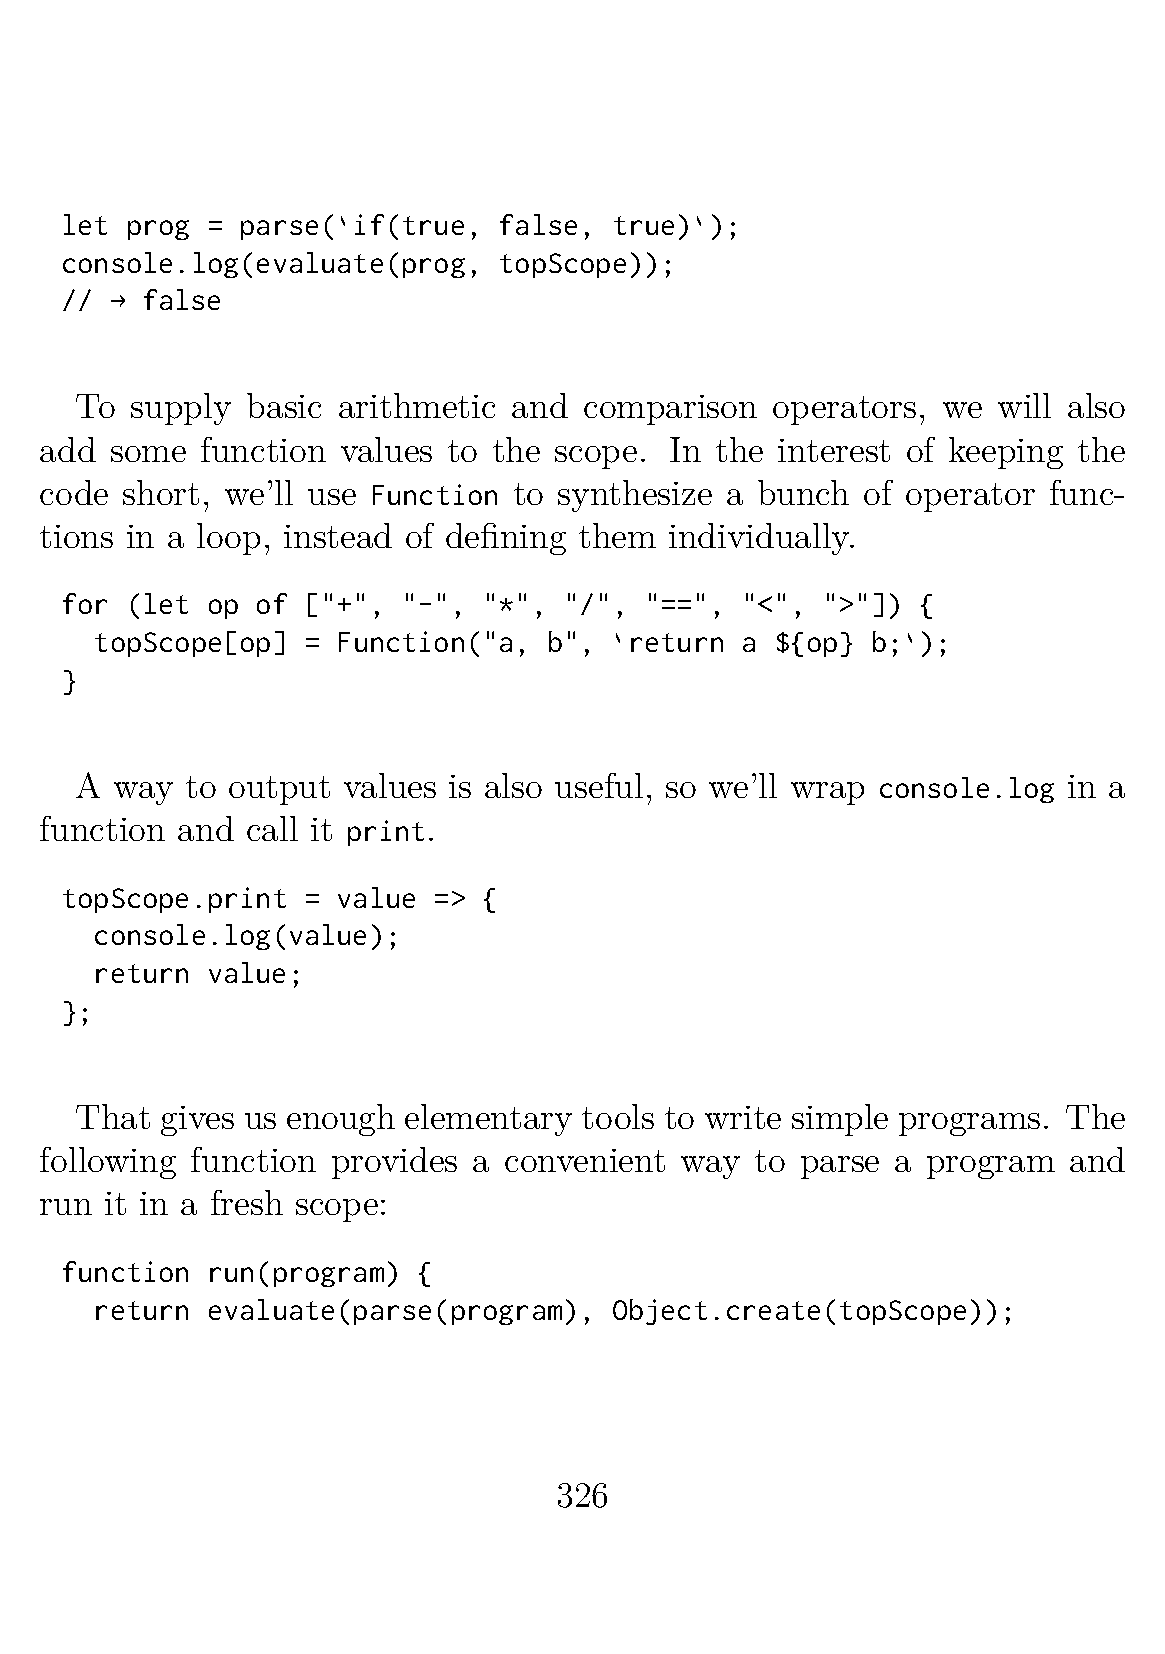 let prog = parse(`if(true, false, true)`);
console.log(evaluate(prog, topScope));
// → false
To supply basic arithmetic and comparison operators, we will also
add some function values to the scope. In the interest of keeping the
code short, we'll use Function to synthesize a bunch of operator func-
tions in a loop, instead of defining them individually.
for (let op of ["+", "-", "*", "/", "==", "<", ">"]) {
  topScope[op] = Function("a, b", `return a ${op} b;`);
}
A way to output values is also useful, so we'll wrap console.log in a
function and call it print.
topScope.print = value => {
  console.log(value);
  return value;
};
That gives us enough elementary tools to write simple programs. The
following function provides a convenient way to parse a program and
run it in a fresh scope:
function run(program) {
  return evaluate(parse(program), Object.create(topScope));
326